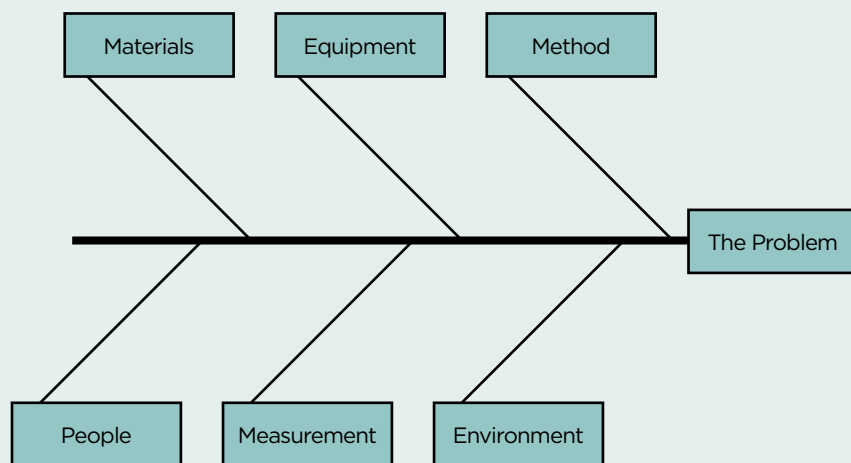 Materials
Equipment
Method
The Problem
People
Measurement
Environment